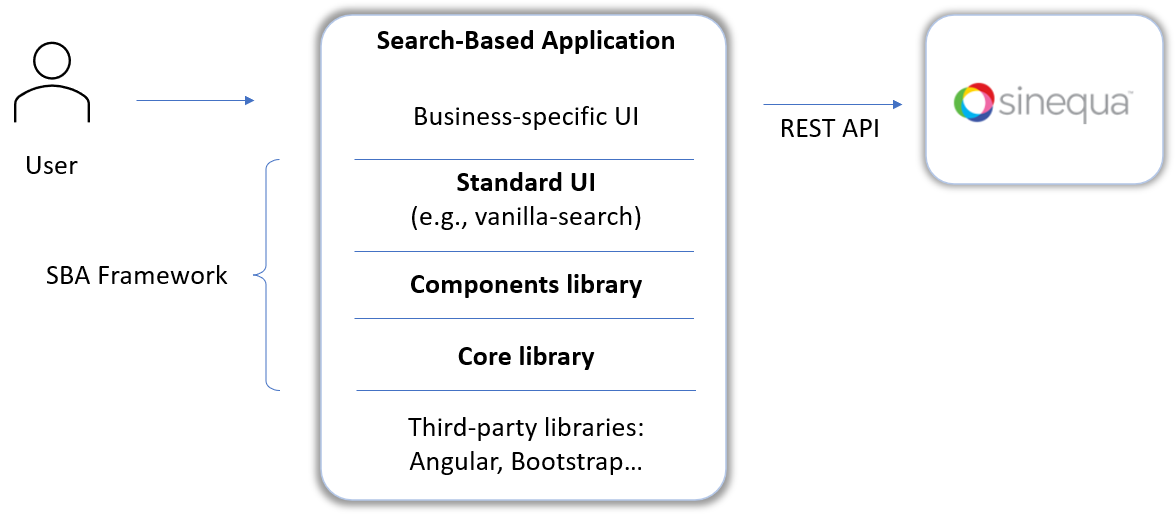 Search-Based Application
Business-specific UI
User
REST API
sinequa™
Standard UI
(e.g., vanilla-search)
SBA Framework
Components library
Core library
Third-party libraries:
Angular, Bootstrap...